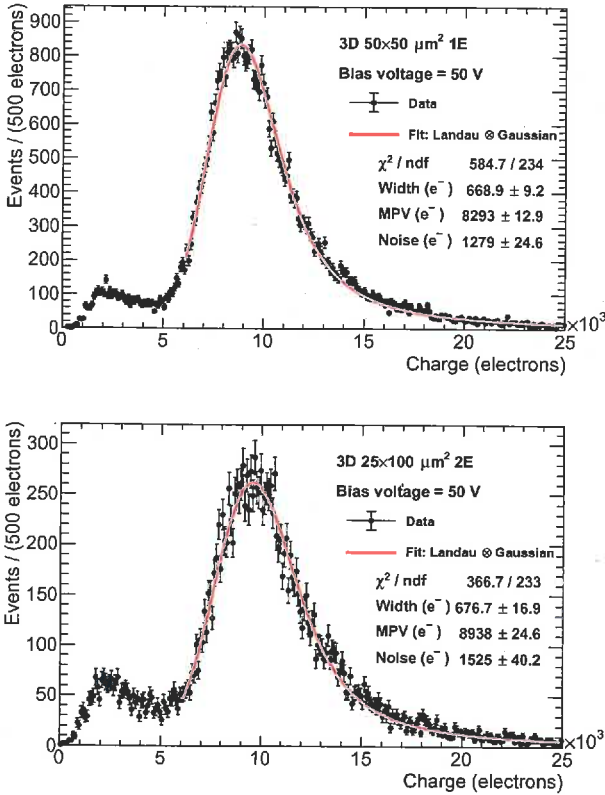 900
800
700
600
500
400
300
200
100
0
Events / (500 electrons)
3D 50×50 μm² 1E
Bias voltage = 50 V
Data
Fit: Landau ⊗ Gaussian
χ² / ndf 584.7 / 234
Width (e⁻) 668.9 ± 9.2
MPV (e⁻) 8293 ± 12.9
Noise (e⁻) 1279 ± 24.6
0 5 10 15 20 25 ×10³
Charge (electrons)
300
250
200
150
100
50
0
Events / (500 electrons)
3D 25×100 μm² 2E
Bias voltage = 50 V
Data
Fit: Landau ⊗ Gaussian
χ² / ndf 366.7 / 233
Width (e⁻) 676.7 ± 16.9
MPV (e⁻) 8938 ± 24.6
Noise (e⁻) 1525 ± 40.2
0 5 10 15 20 25 ×10³
Charge (electrons)